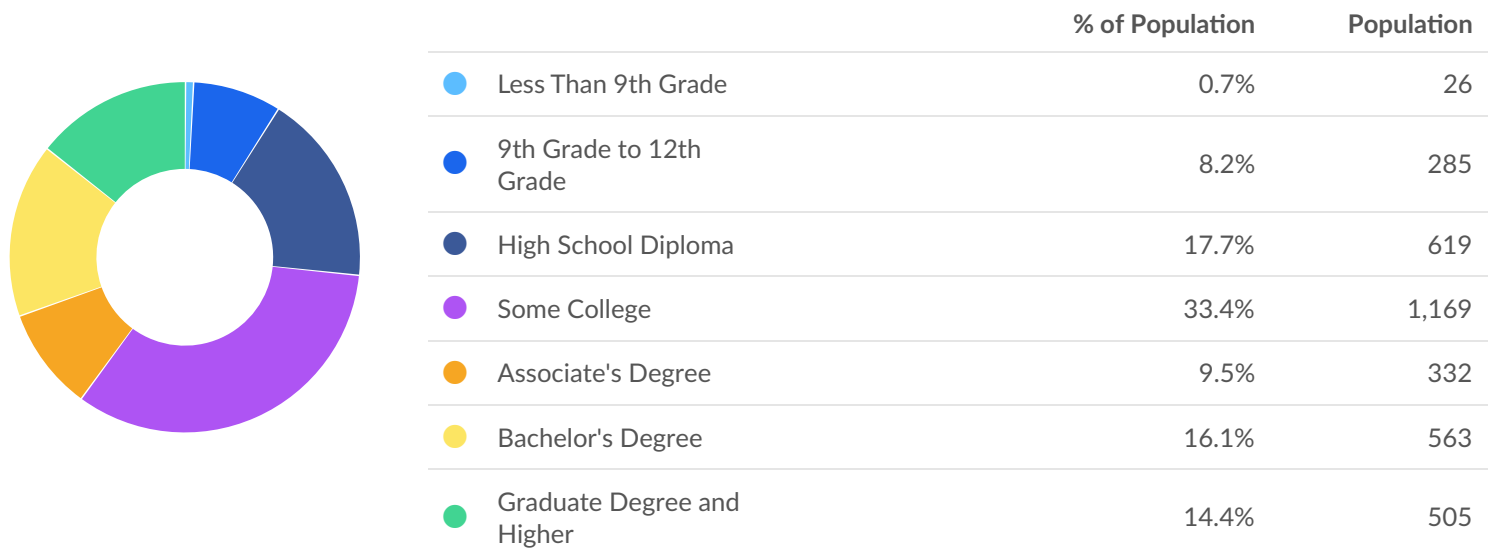 % of Population Population
Less Than 9th Grade 0.7% 26
9th Grade to 12th
Grade 8.2% 285
High School Diploma 17.7% 619
Some College 33.4% 1,169
Associate's Degree 9.5% 332
Bachelor's Degree 16.1% 563
Graduate Degree and
Higher 14.4% 505